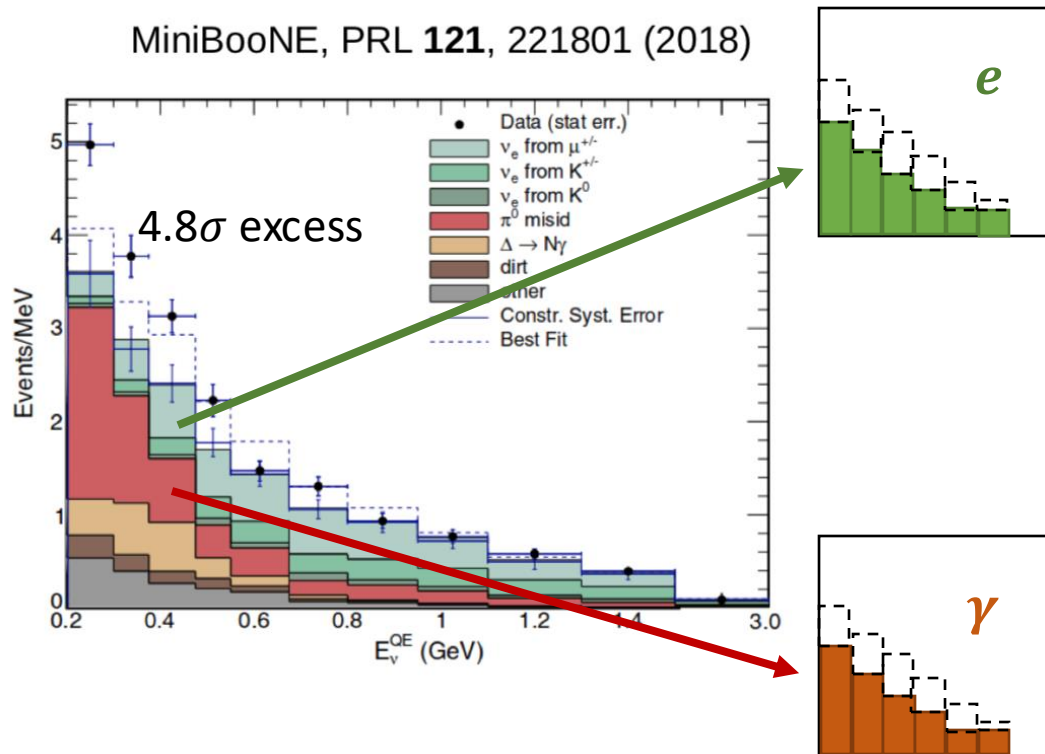 MiniBooNE, PRL 121, 221801 (2018)
4.8σ excess
Data (stat err.)
νe from μ+/-
νe from K+/-
νe from K0
π0 misid
Δ → Nγ
dirt
other
Constr. Syst. Error
Best Fit
Events/MeV
5
4
3
2
1
0
0.2 0.4 0.6 0.8 1.0 1.2 1.4 3.0
EνQE (GeV)
e
γ